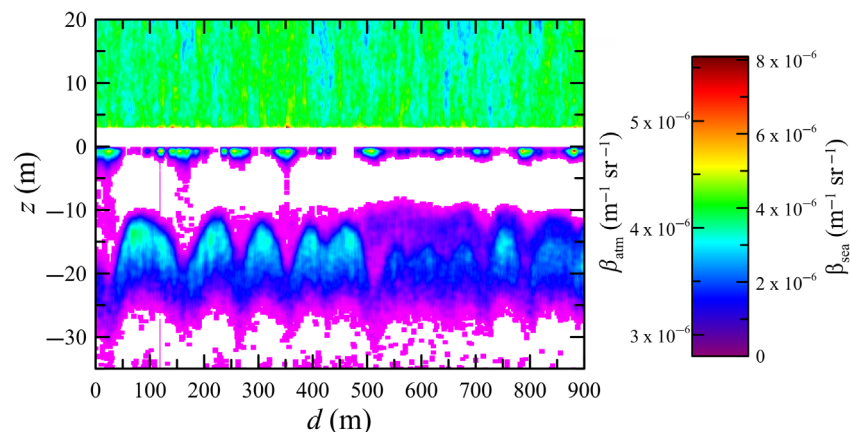 20
10
0
−10
−20
−30
z (m)
0 100 200 300 400 500 600 700 800 900
d (m)
5 x 10⁻⁶
4 x 10⁻⁶
3 x 10⁻⁶
β_atm (m⁻¹ sr⁻¹)
8 x 10⁻⁶
6 x 10⁻⁶
4 x 10⁻⁶
2 x 10⁻⁶
0
β_sea (m⁻¹ sr⁻¹)